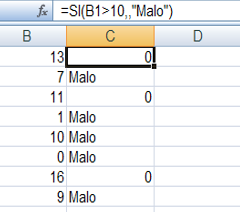 fx =SI(B1>10,,"Malo")
B C D
13 0
7 Malo
11 0
1 Malo
10 Malo
0 Malo
16 0
9 Malo